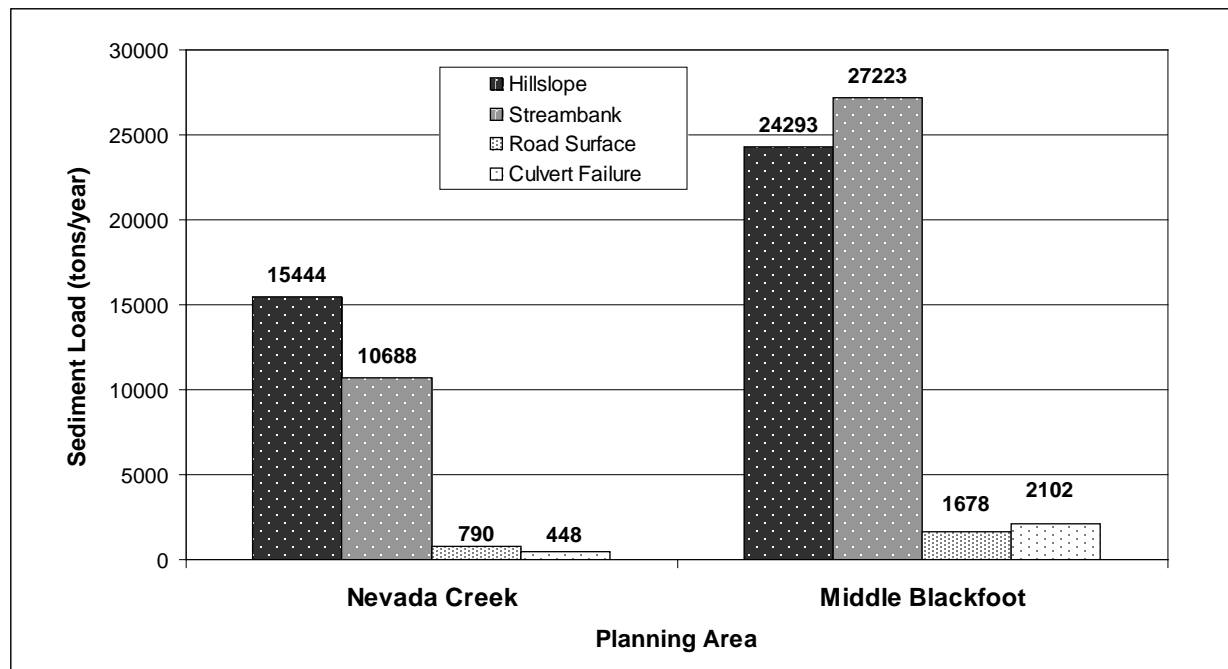 30000
25000
20000
15000
10000
5000
0
Sediment Load (tons/year)
Hillslope
Streambank
Road Surface
Culvert Failure
15444
10688
790
448
24293
27223
1678
2102
Nevada Creek
Middle Blackfoot
Planning Area